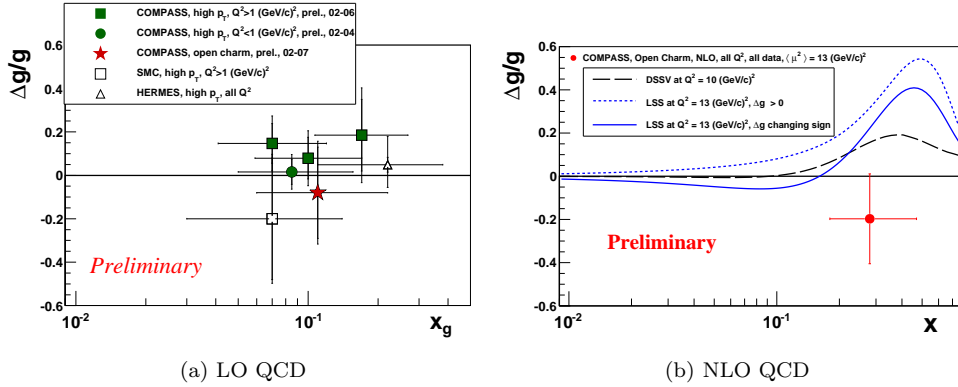 COMPASS, high p_T, Q²>1 (GeV/c)², prel., 02-06
COMPASS, high p_T, Q²<1 (GeV/c)², prel., 02-04
COMPASS, open charm, prel., 02-07
SMC, high p_T, Q²>1 (GeV/c)²
HERMES, high p_T, all Q²
Δg/g
0.6
0.4
0.2
0
-0.2
-0.4
-0.6
Preliminary
10⁻²
10⁻¹
x_g
(a) LO QCD
COMPASS, Open Charm, NLO, all Q², all data, ⟨μ²⟩ = 13 (GeV/c)²
DSSV at Q² = 10 (GeV/c)²
LSS at Q² = 13 (GeV/c)², Δg > 0
LSS at Q² = 13 (GeV/c)², Δg changing sign
Δg/g
0.6
0.4
0.2
0
-0.2
-0.4
-0.6
Preliminary
10⁻²
10⁻¹
x
(b) NLO QCD